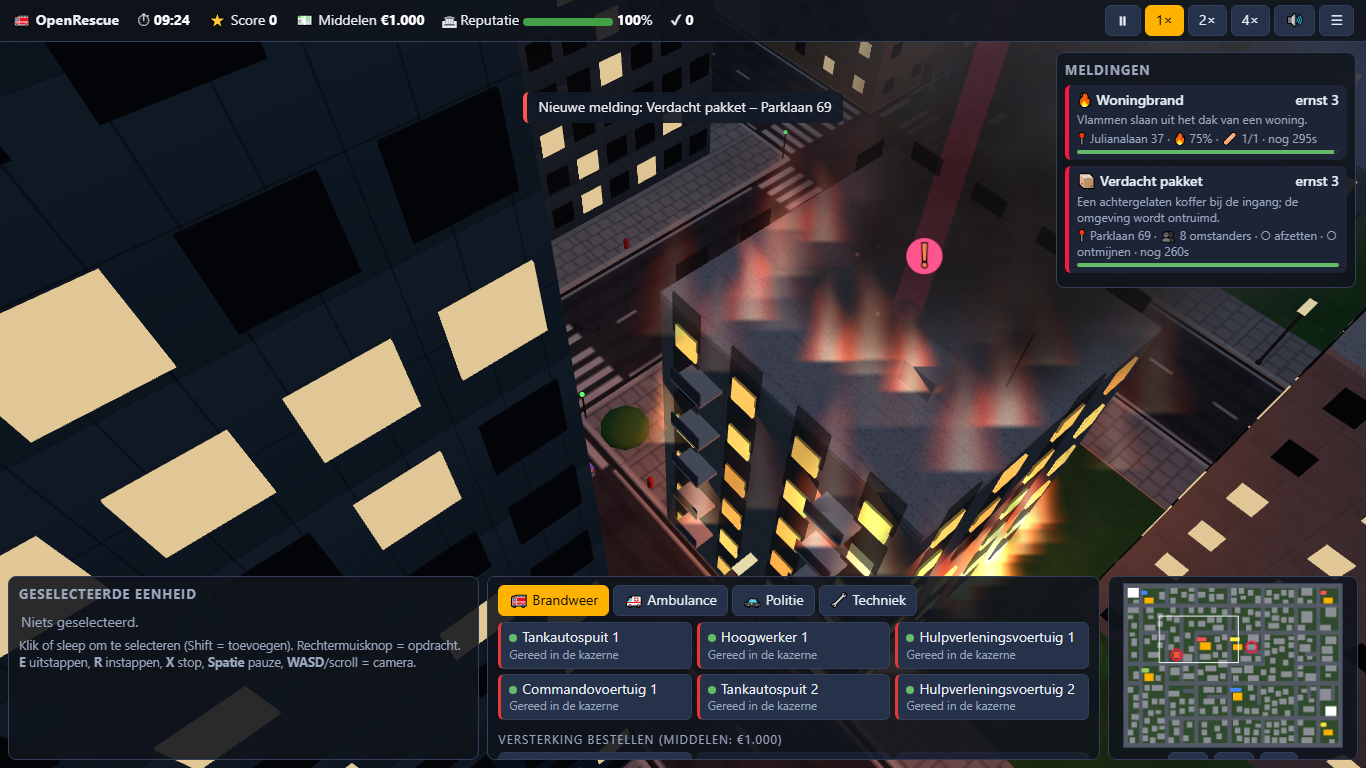 OpenRescue 09:24 Score 0 Middelen €1.000 Reputatie 100% ✓ 0
1× 2× 4×
Nieuwe melding: Verdacht pakket – Parklaan 69
MELDINGEN
Woningbrand ernst 3
Vlammen slaan uit het dak van een woning.
Julianalaan 37 · 75% · 1/1 · nog 295s
Verdacht pakket ernst 3
Een achtergelaten koffer bij de ingang; de
omgeving wordt ontruimd.
Parklaan 69 · 8 omstanders · ○ afzetten · ○
ontmijnen · nog 260s
GESELECTEERDE EENHEID
Niets geselecteerd.
Klik of sleep om te selecteren (Shift = toevoegen). Rechtermuisknop = opdracht.
E uitstappen, R instappen, X stop, Spatie pauze, WASD/scroll = camera.
Brandweer Ambulance Politie Techniek
Tankautospuit 1 Hoogwerker 1 Hulpverleningsvoertuig 1
Gereed in de kazerne Gereed in de kazerne Gereed in de kazerne
Commandovoertuig 1 Tankautospuit 2 Hulpverleningsvoertuig 2
Gereed in de kazerne Gereed in de kazerne Gereed in de kazerne
VERSTERKING BESTELLEN (MIDDELEN: €1.000)